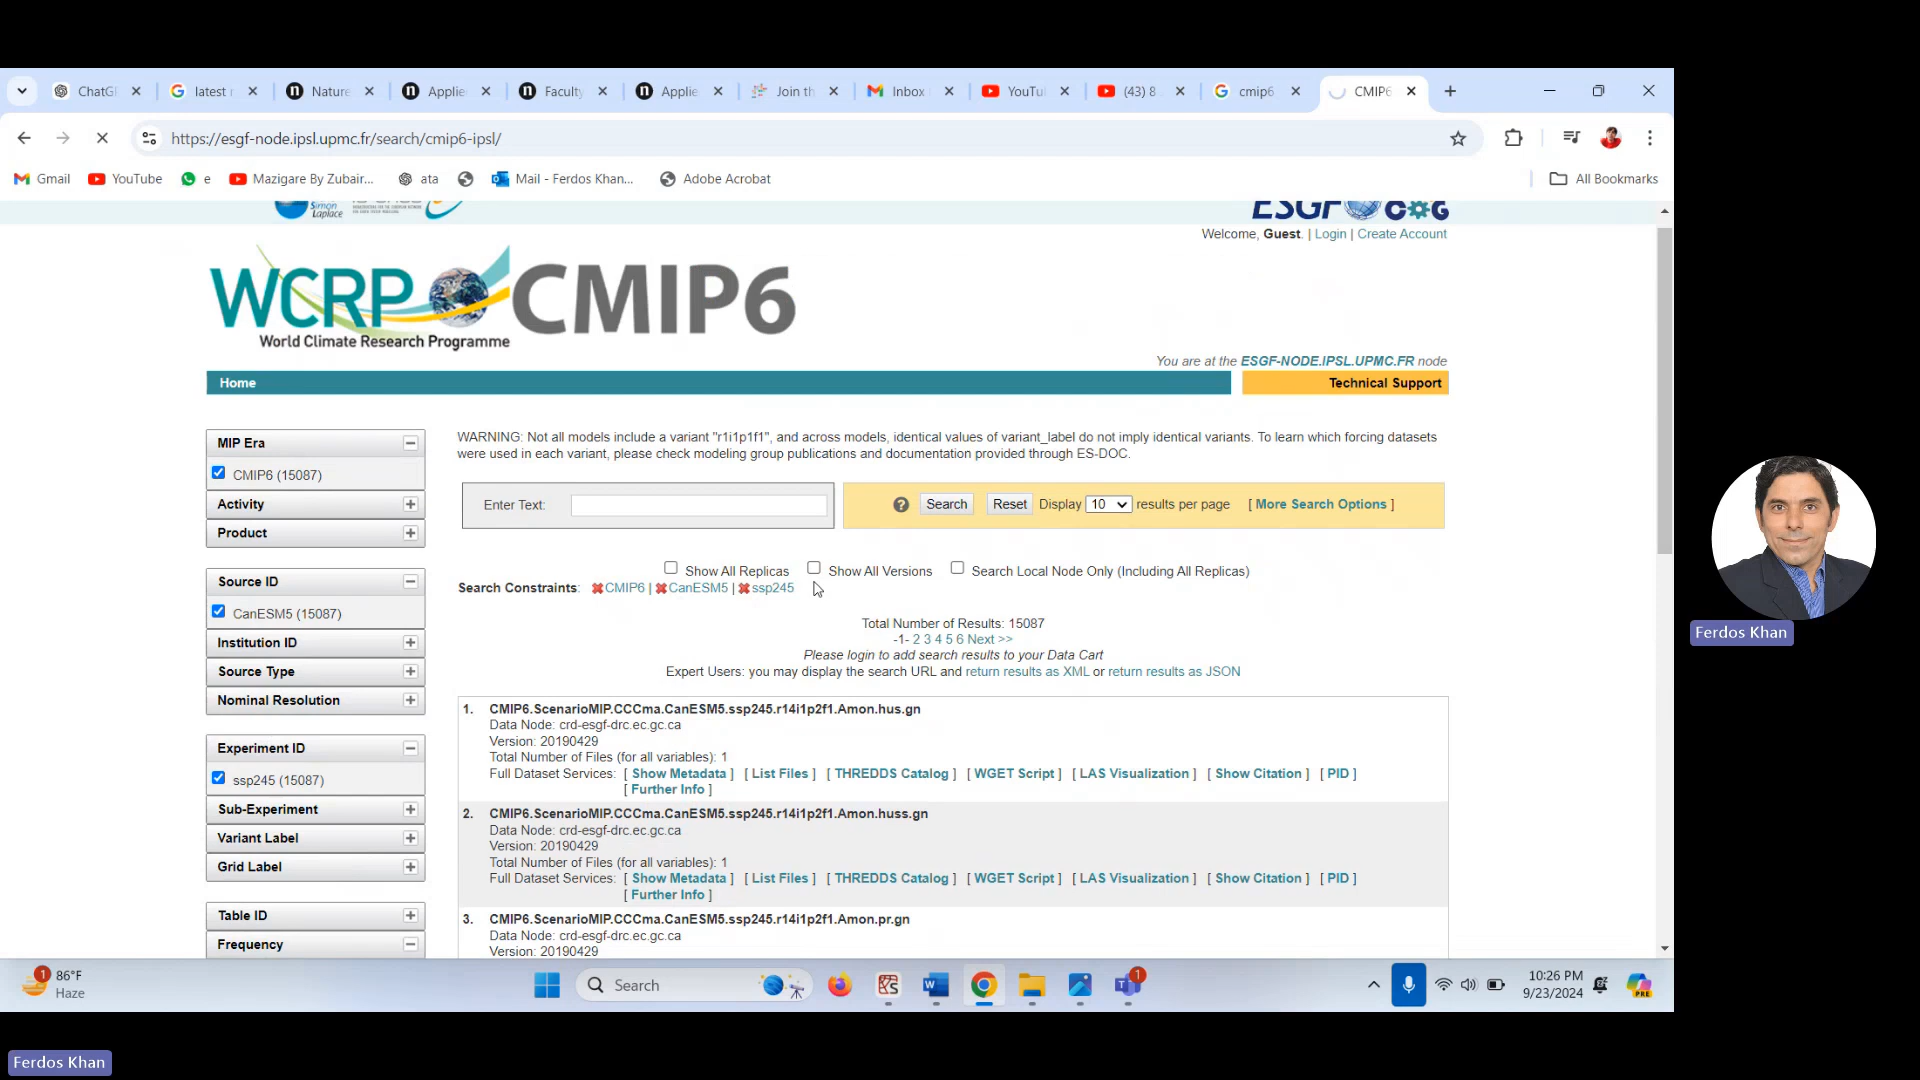 ChatGP latest r Nature Applie Faculty Applie Join th Inbox YouTu (43) 8 cmip6 CMIP6
https://esgf-node.ipsl.upmc.fr/search/cmip6-ipsl/
Gmail YouTube e Mazigare By Zubair... ata Mail - Ferdos Khan... Adobe Acrobat All Bookmarks
Simon Laplace
ESGF COG
Welcome, Guest. | Login | Create Account
WCRP CMIP6
World Climate Research Programme
You are at the ESGF-NODE.IPSL.UPMC.FR node
Home Technical Support
MIP Era
CMIP6 (15087)
Activity
Product
Source ID
CanESM5 (15087)
Institution ID
Source Type
Nominal Resolution
Experiment ID
ssp245 (15087)
Sub-Experiment
Variant Label
Grid Label
Table ID
Frequency
WARNING: Not all models include a variant "r1i1p1f1", and across models, identical values of variant_label do not imply identical variants. To learn which forcing datasets
were used in each variant, please check modeling group publications and documentation provided through ES-DOC.
Enter Text: ? Search Reset Display 10 results per page [ More Search Options ]
Show All Replicas Show All Versions Search Local Node Only (Including All Replicas)
Search Constraints: CMIP6 | CanESM5 | ssp245
Total Number of Results: 15087
-1- 2 3 4 5 6 Next >>
Please login to add search results to your Data Cart
Expert Users: you may display the search URL and return results as XML or return results as JSON
1. CMIP6.ScenarioMIP.CCCma.CanESM5.ssp245.r14i1p2f1.Amon.hus.gn
Data Node: crd-esgf-drc.ec.gc.ca
Version: 20190429
Total Number of Files (for all variables): 1
Full Dataset Services: [ Show Metadata ] [ List Files ] [ THREDDS Catalog ] [ WGET Script ] [ LAS Visualization ] [ Show Citation ] [ PID ]
[ Further Info ]
2. CMIP6.ScenarioMIP.CCCma.CanESM5.ssp245.r14i1p2f1.Amon.huss.gn
Data Node: crd-esgf-drc.ec.gc.ca
Version: 20190429
Total Number of Files (for all variables): 1
Full Dataset Services: [ Show Metadata ] [ List Files ] [ THREDDS Catalog ] [ WGET Script ] [ LAS Visualization ] [ Show Citation ] [ PID ]
[ Further Info ]
3. CMIP6.ScenarioMIP.CCCma.CanESM5.ssp245.r14i1p2f1.Amon.pr.gn
Data Node: crd-esgf-drc.ec.gc.ca
Version: 20190429
Ferdos Khan
1 86°F
Haze
Search
1
10:26 PM
9/23/2024
PRE
Ferdos Khan